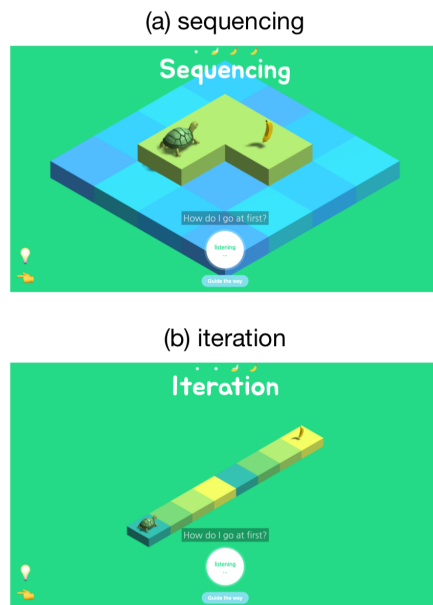 (a) sequencing
Sequencing
How do I go at first?
listening
...
Guide the way
(b) iteration
Iteration
How do I go at first?
listening
...
Guide the way